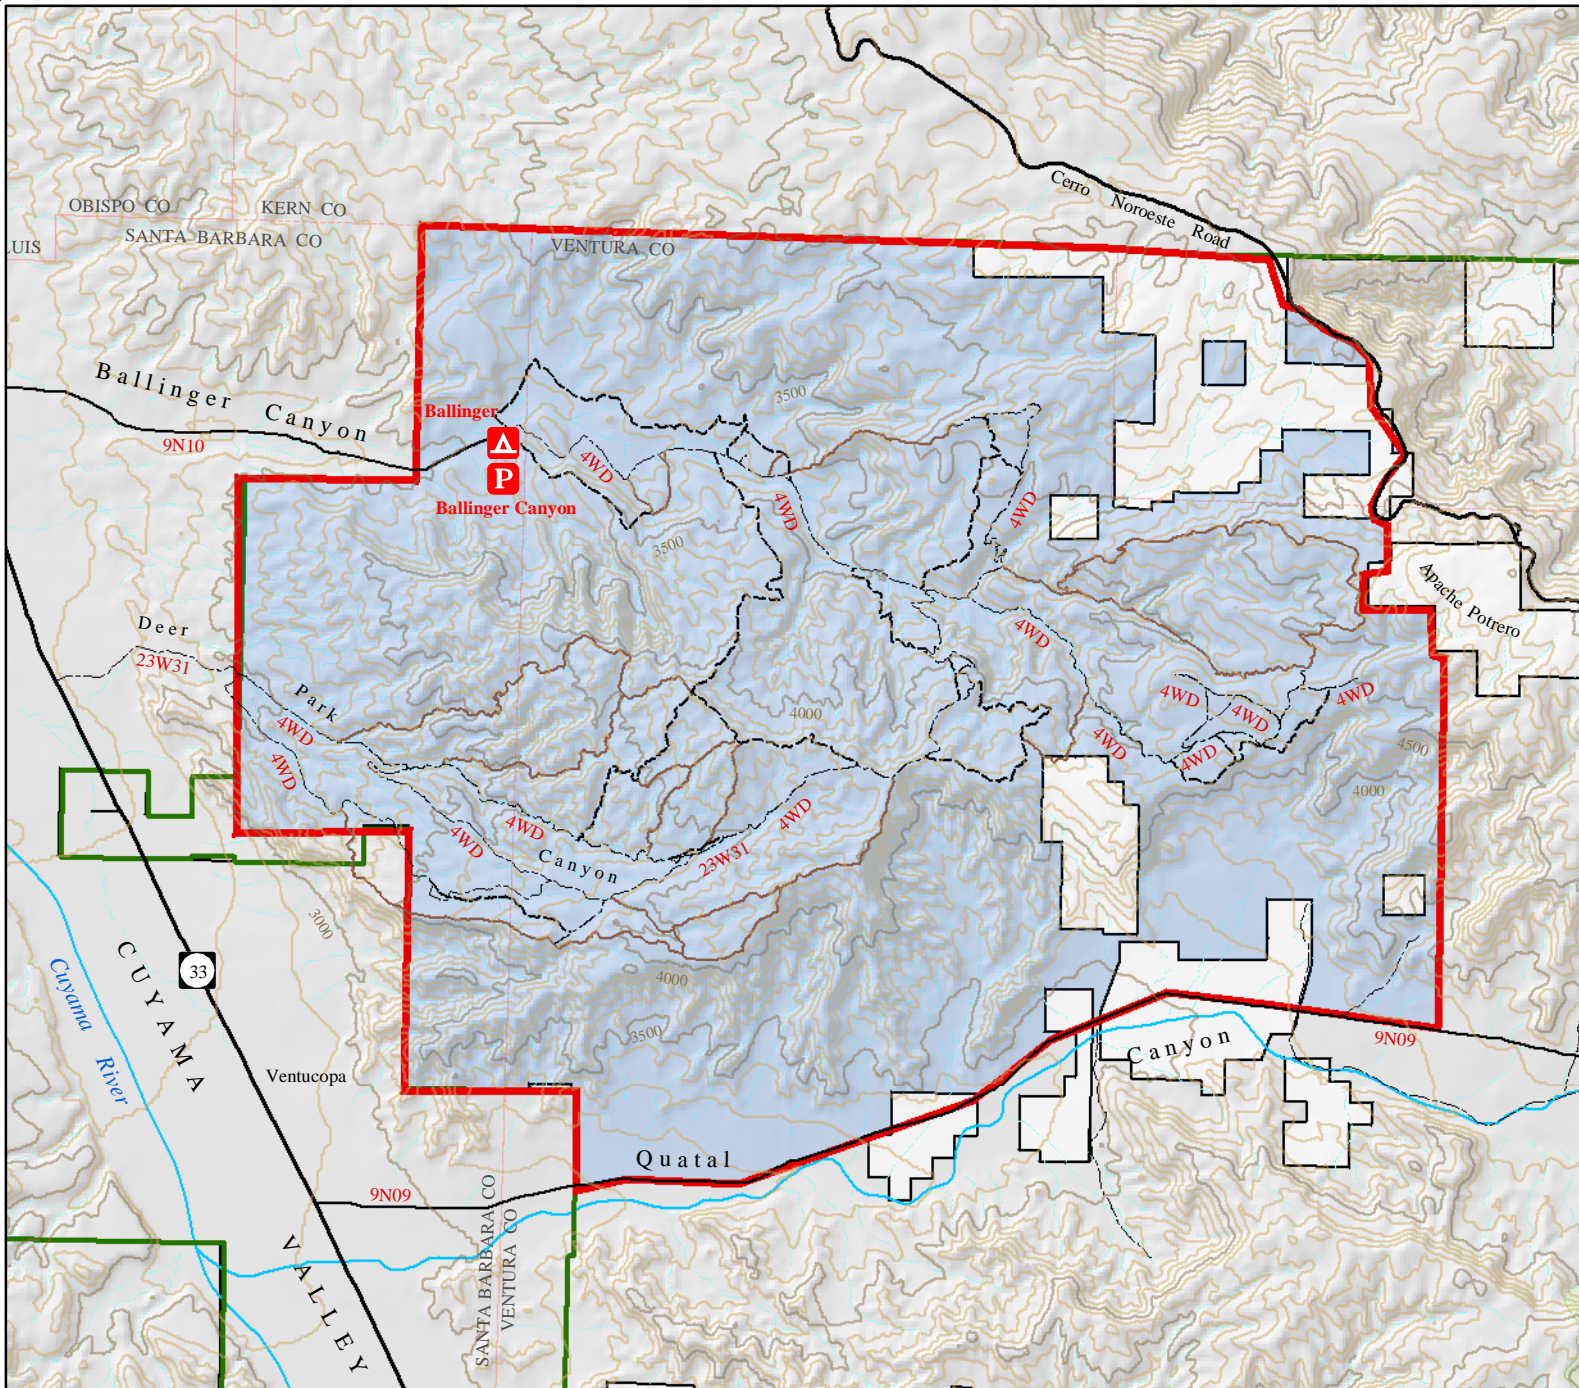 Cerro Noroeste Road
OBISPO CO
KERN CO
LUIS
SANTA BARBARA CO
VENTURA CO
Ballinger Canyon
9N10
Ballinger
P
Ballinger Canyon
3500
4WD
4WD
4WD
3500
Apache Potrero
Deer
23W31
Park
4WD
4WD
4WD
4WD
4WD
4WD
4WD
4WD
4000
4500
4000
4WD
4WD
4WD
Canyon
23W31
3000
CUYAMA
33
Cuyama River
4000
3500
Canyon
9N09
Ventucopa
Quatal
9N09
SANTA BARBARA CO
VENTURA CO
VALLEY